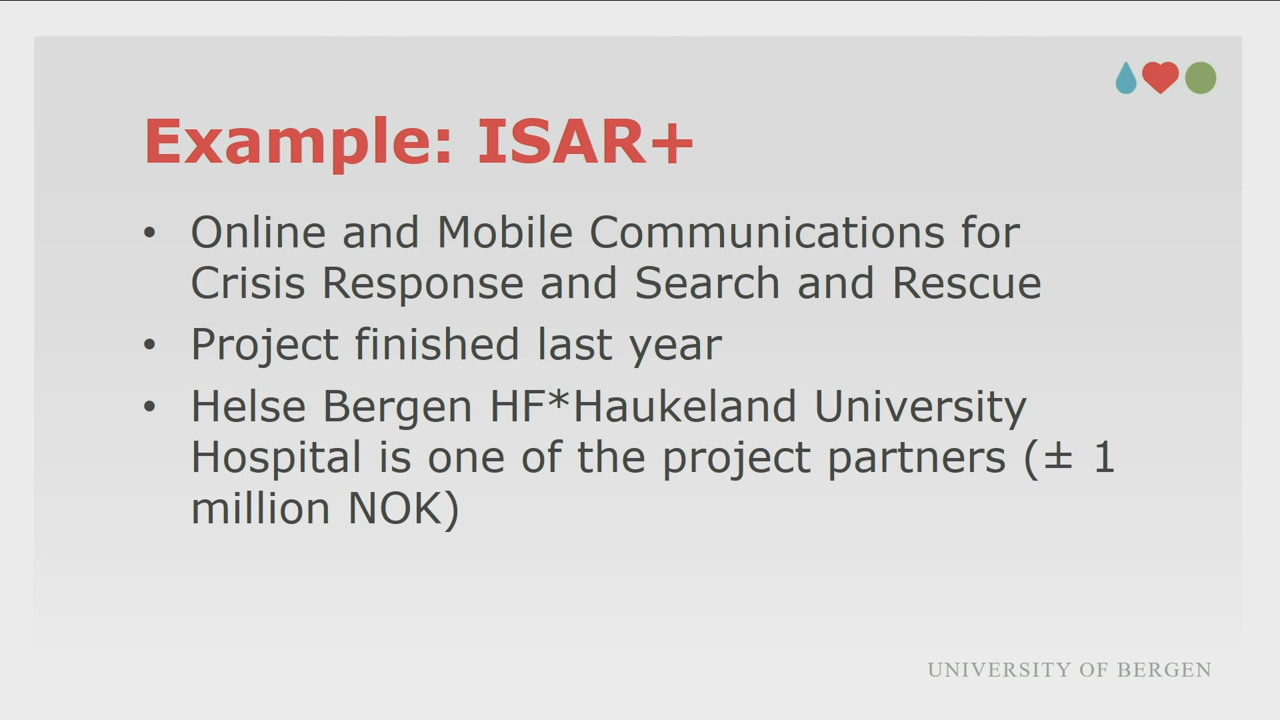 Example: ISAR+
• Online and Mobile Communications for
Crisis Response and Search and Rescue
• Project finished last year
• Helse Bergen HF*Haukeland University
Hospital is one of the project partners (± 1
million NOK)
UNIVERSITY OF BERGEN